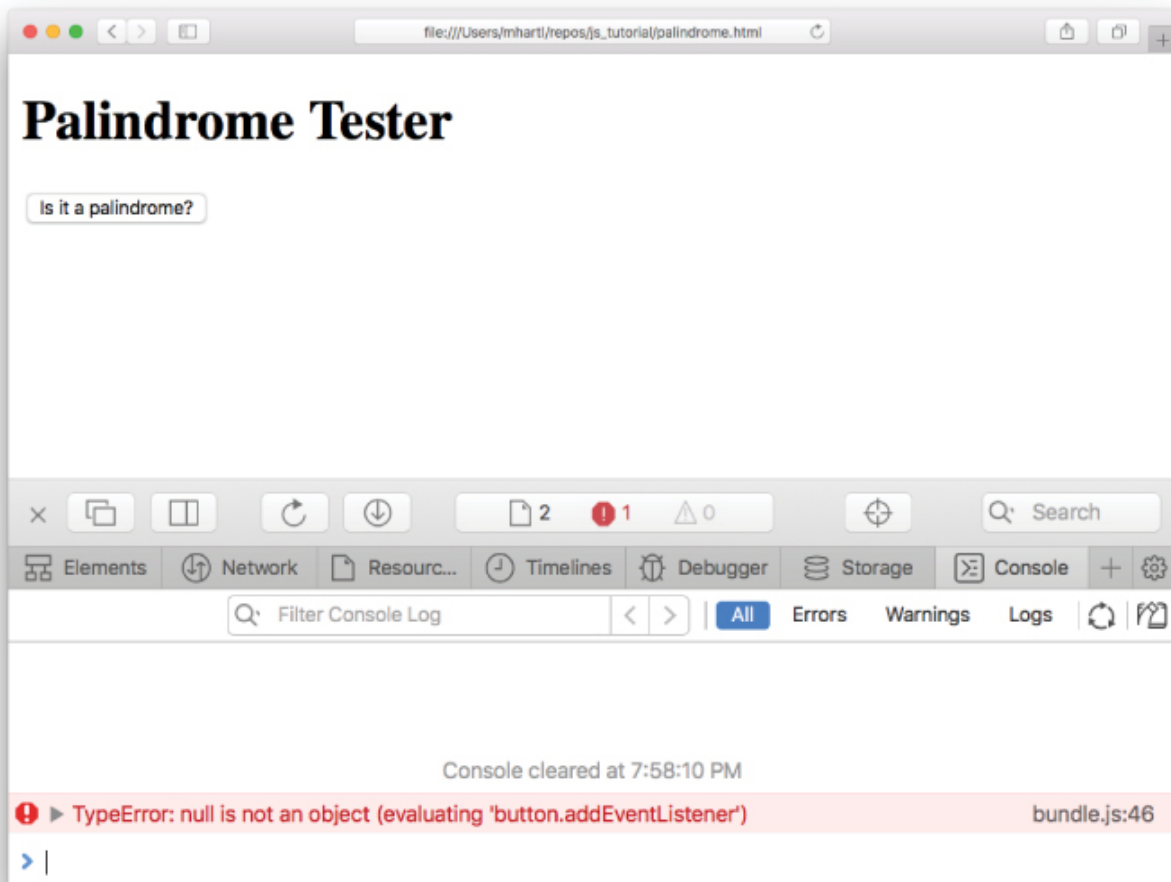 file:///Users/mhartl/repos/js_tutorial/palindrome.html
Palindrome Tester
Is it a palindrome?
2 1 0 Search
Elements Network Resourc... Timelines Debugger Storage Console
Filter Console Log All Errors Warnings Logs
Console cleared at 7:58:10 PM
TypeError: null is not an object (evaluating 'button.addEventListener') bundle.js:46